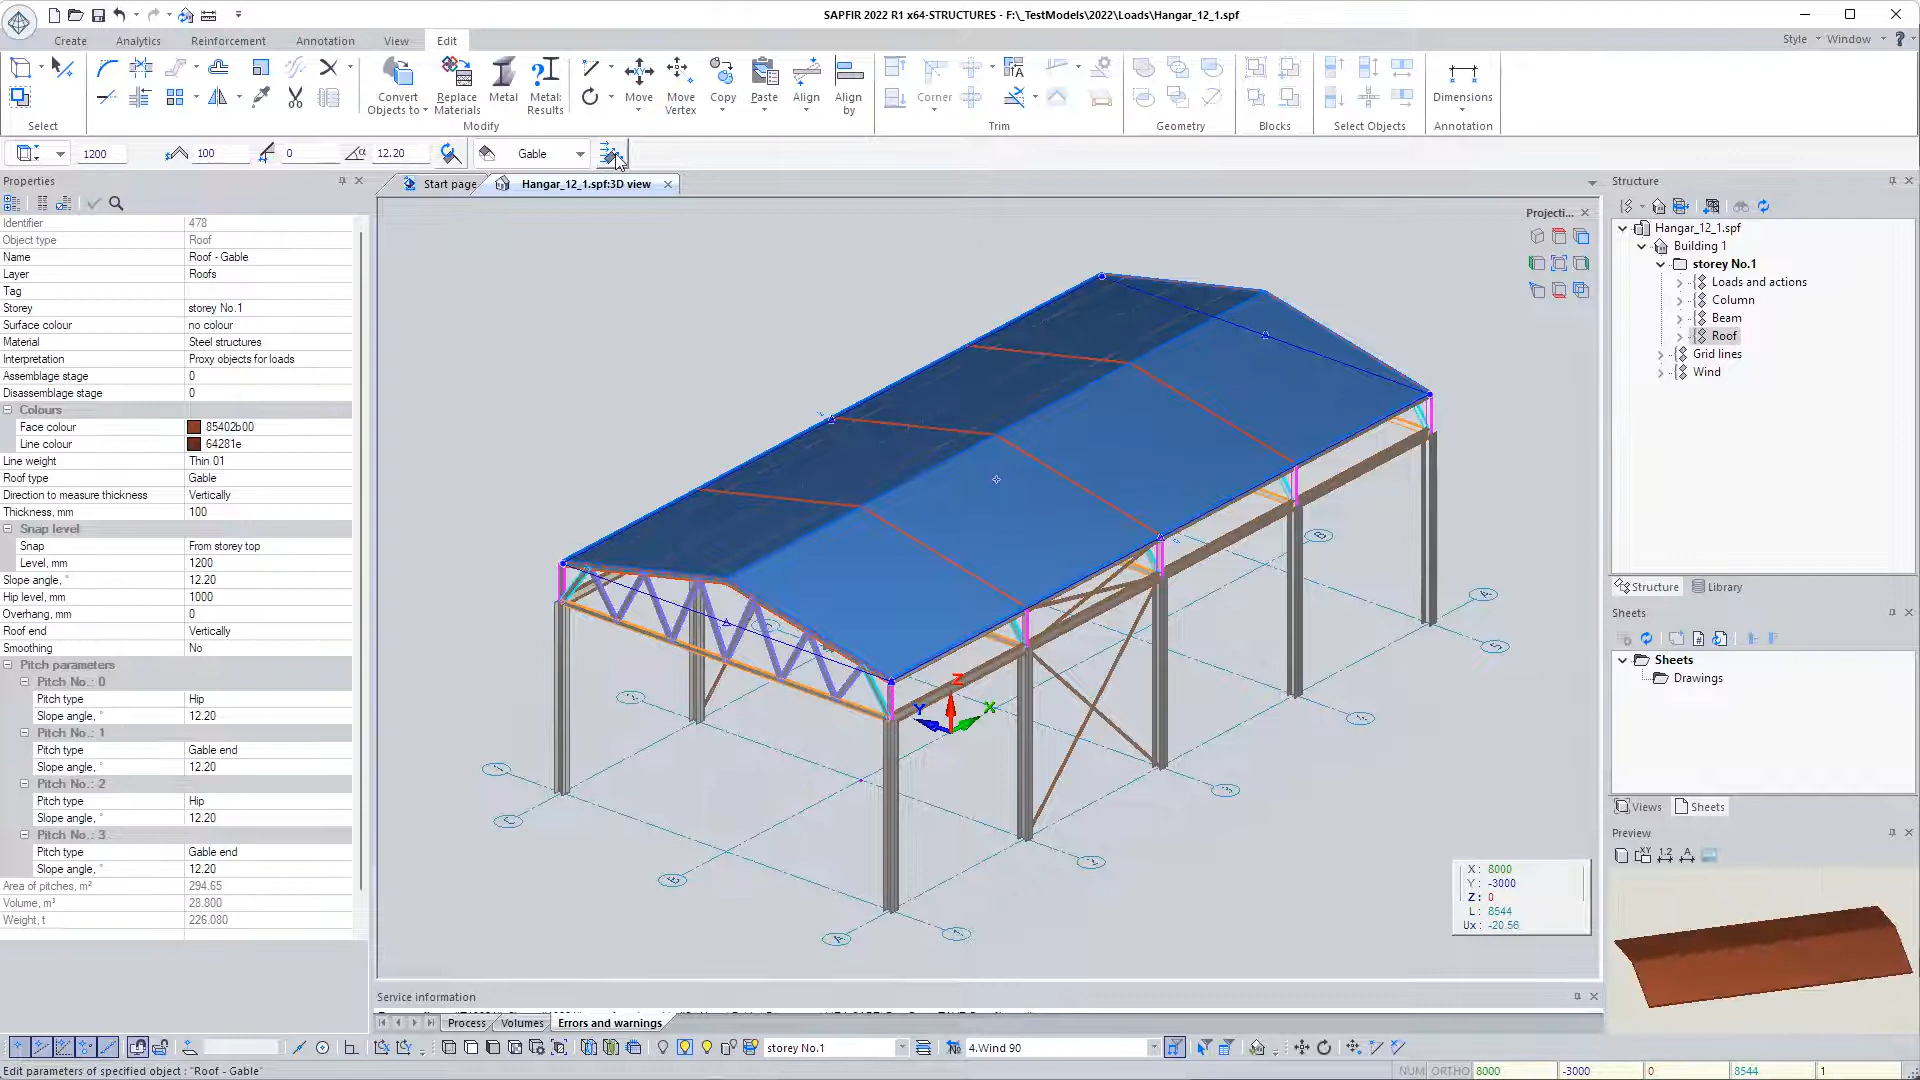 SAPFIR 2022 R1 x64-STRUCTURES - F:\_TestModels\2022\Loads\Hangar_12_1.spf
Create Analytics Reinforcement Annotation View Edit
Style Window ?
Select
Convert Objects to
Replace Materials
Metal
Metal: Results
Modify
Move
Move Vertex
Copy
Paste
Align
Align by
Corner
Trim
Geometry
Blocks
Select Objects
Dimensions
Annotation
1200 100 0 12.20 Gable
Properties
Start page
Hangar_12_1.spf:3D view
Identifier 478
Object type Roof
Name Roof - Gable
Layer Roofs
Tag
Storey storey No.1
Surface colour no colour
Material Steel structures
Interpretation Proxy objects for loads
Assemblage stage 0
Disassemblage stage 0
Colours
Face colour 85402b00
Line colour 64281e
Line weight Thin 01
Roof type Gable
Direction to measure thickness Vertically
Thickness, mm 100
Snap level
Snap From storey top
Level, mm 1200
Slope angle, ° 12.20
Hip level, mm 1000
Overhang, mm 0
Roof end Vertically
Smoothing No
Pitch parameters
Pitch No.: 0
Pitch type Hip
Slope angle, ° 12.20
Pitch No.: 1
Pitch type Gable end
Slope angle, ° 12.20
Pitch No.: 2
Pitch type Hip
Slope angle, ° 12.20
Pitch No.: 3
Pitch type Gable end
Slope angle, ° 12.20
Area of pitches, m² 294.65
Volume, m³ 28.800
Weight, t 226.080
Projecti...
Z
Y X
X : 8000
Y : -3000
Z : 0
L : 8544
Ux : -20.56
Structure
Hangar_12_1.spf
Building 1
storey No.1
Loads and actions
Column
Beam
Roof
Grid lines
Wind
Structure Library
Sheets
Sheets
Drawings
Views Sheets
Preview
Service information
Process Volumes Errors and warnings
storey No.1
4.Wind 90
Edit parameters of specified object : "Roof - Gable"
NUM ORTHO 8000 -3000 0 8544 1